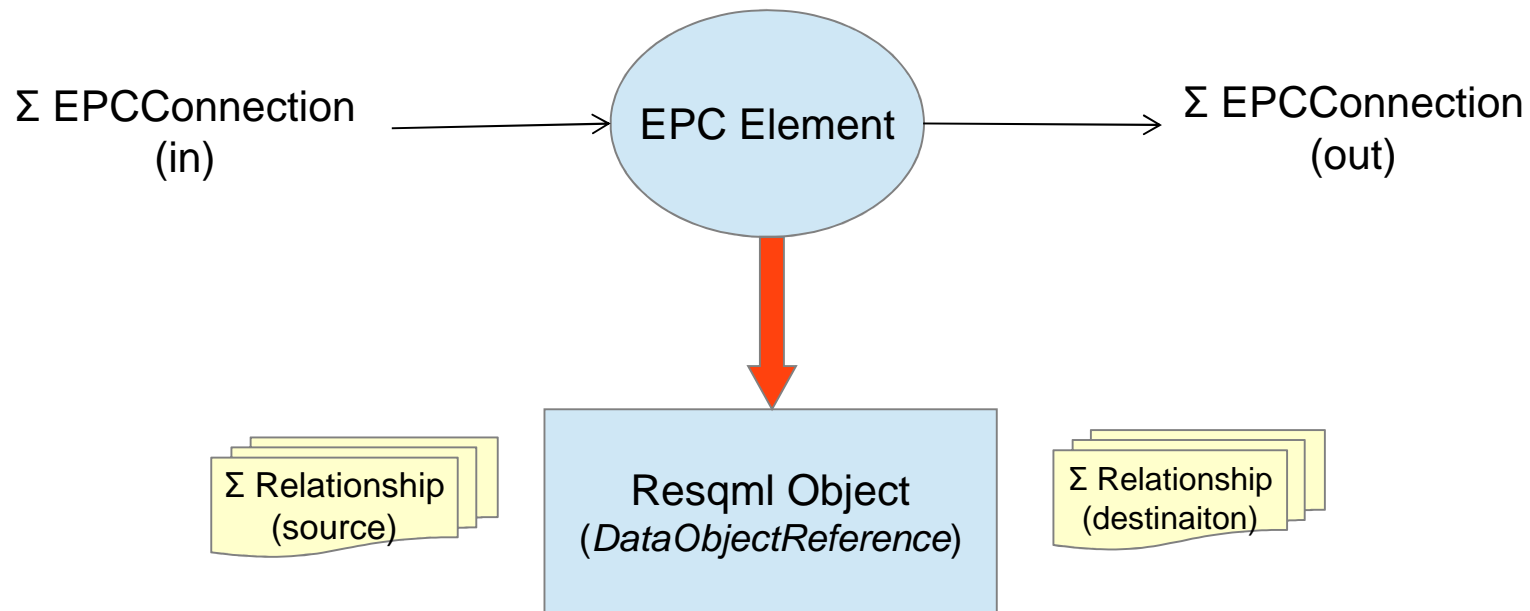 Σ EPCConnection
(in)
EPC Element
Σ EPCConnection
(out)
Σ Relationship
(source)
Resqml Object
(DataObjectReference)
Σ Relationship
(destinaiton)